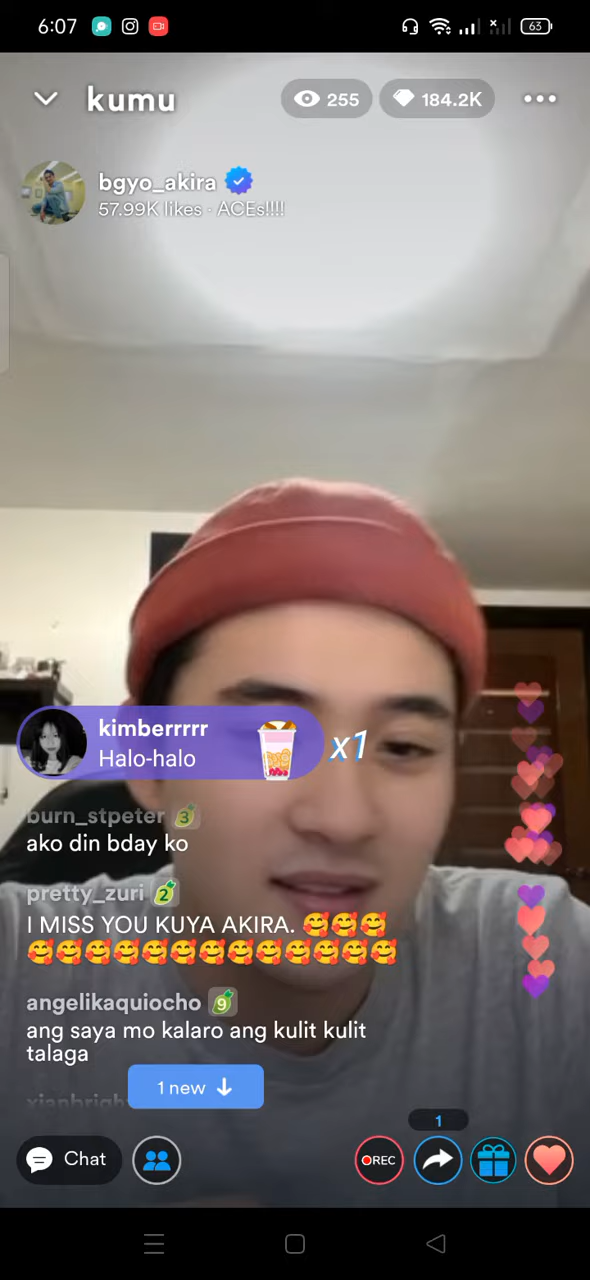 6:07
63
kumu
255
184.2K
bgyo_akira
57.99K likes · ACEs!!!!
kimberrrrr
Halo-halo
x1
burn_stpeter 3
ako din bday ko
pretty_zuri 2
I MISS YOU KUYA AKIRA. 🥰🥰🥰
🥰🥰🥰🥰🥰🥰🥰🥰🥰🥰🥰🥰🥰
angelikaquiocho 9
ang saya mo kalaro ang kulit kulit
talaga
1 new ↓
1
Chat
REC